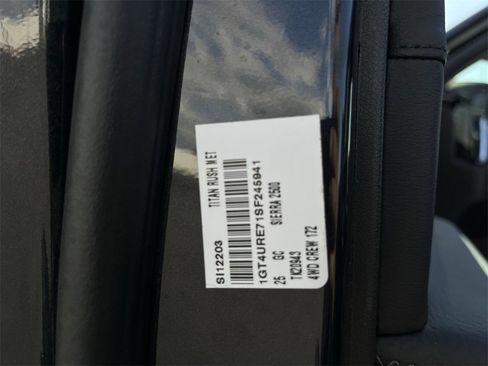 SI12203 TITAN RUSH MET
1GT4URE71SF245941
25 GC SIERRA 2500
TK20943
4WD CREW 172